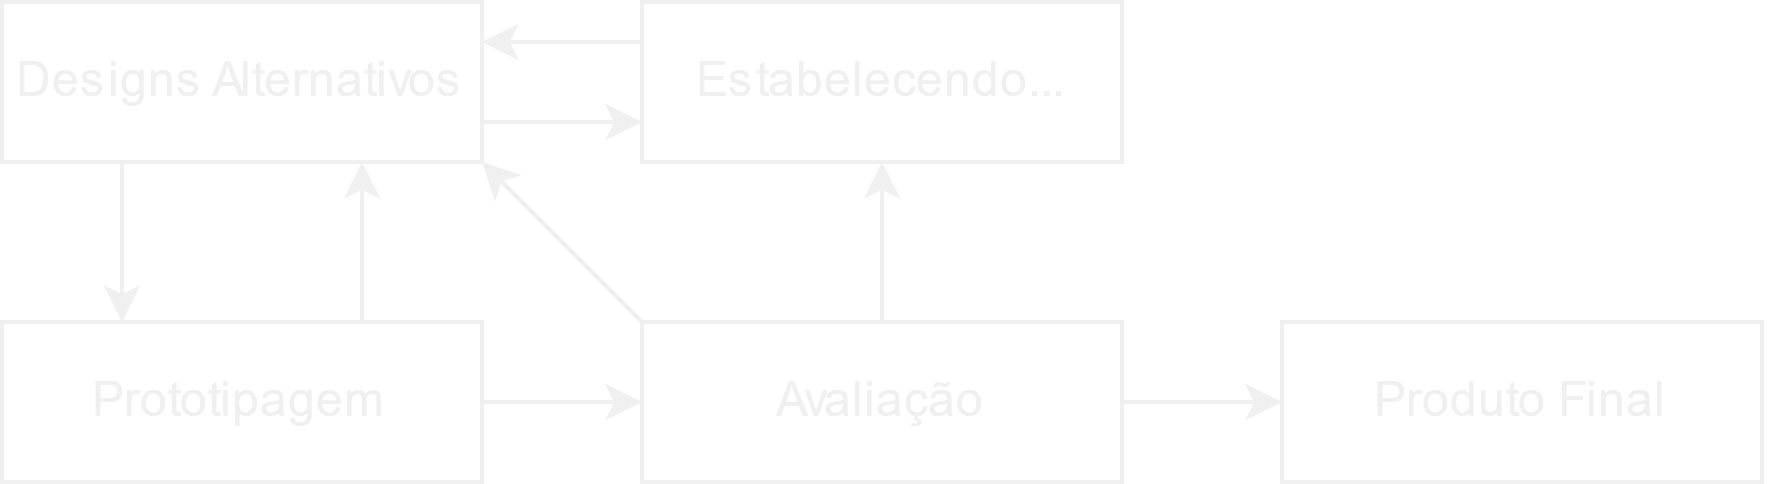 Designs Alternativos
Estabelecendo...
Prototipagem
Avaliação
Produto Final